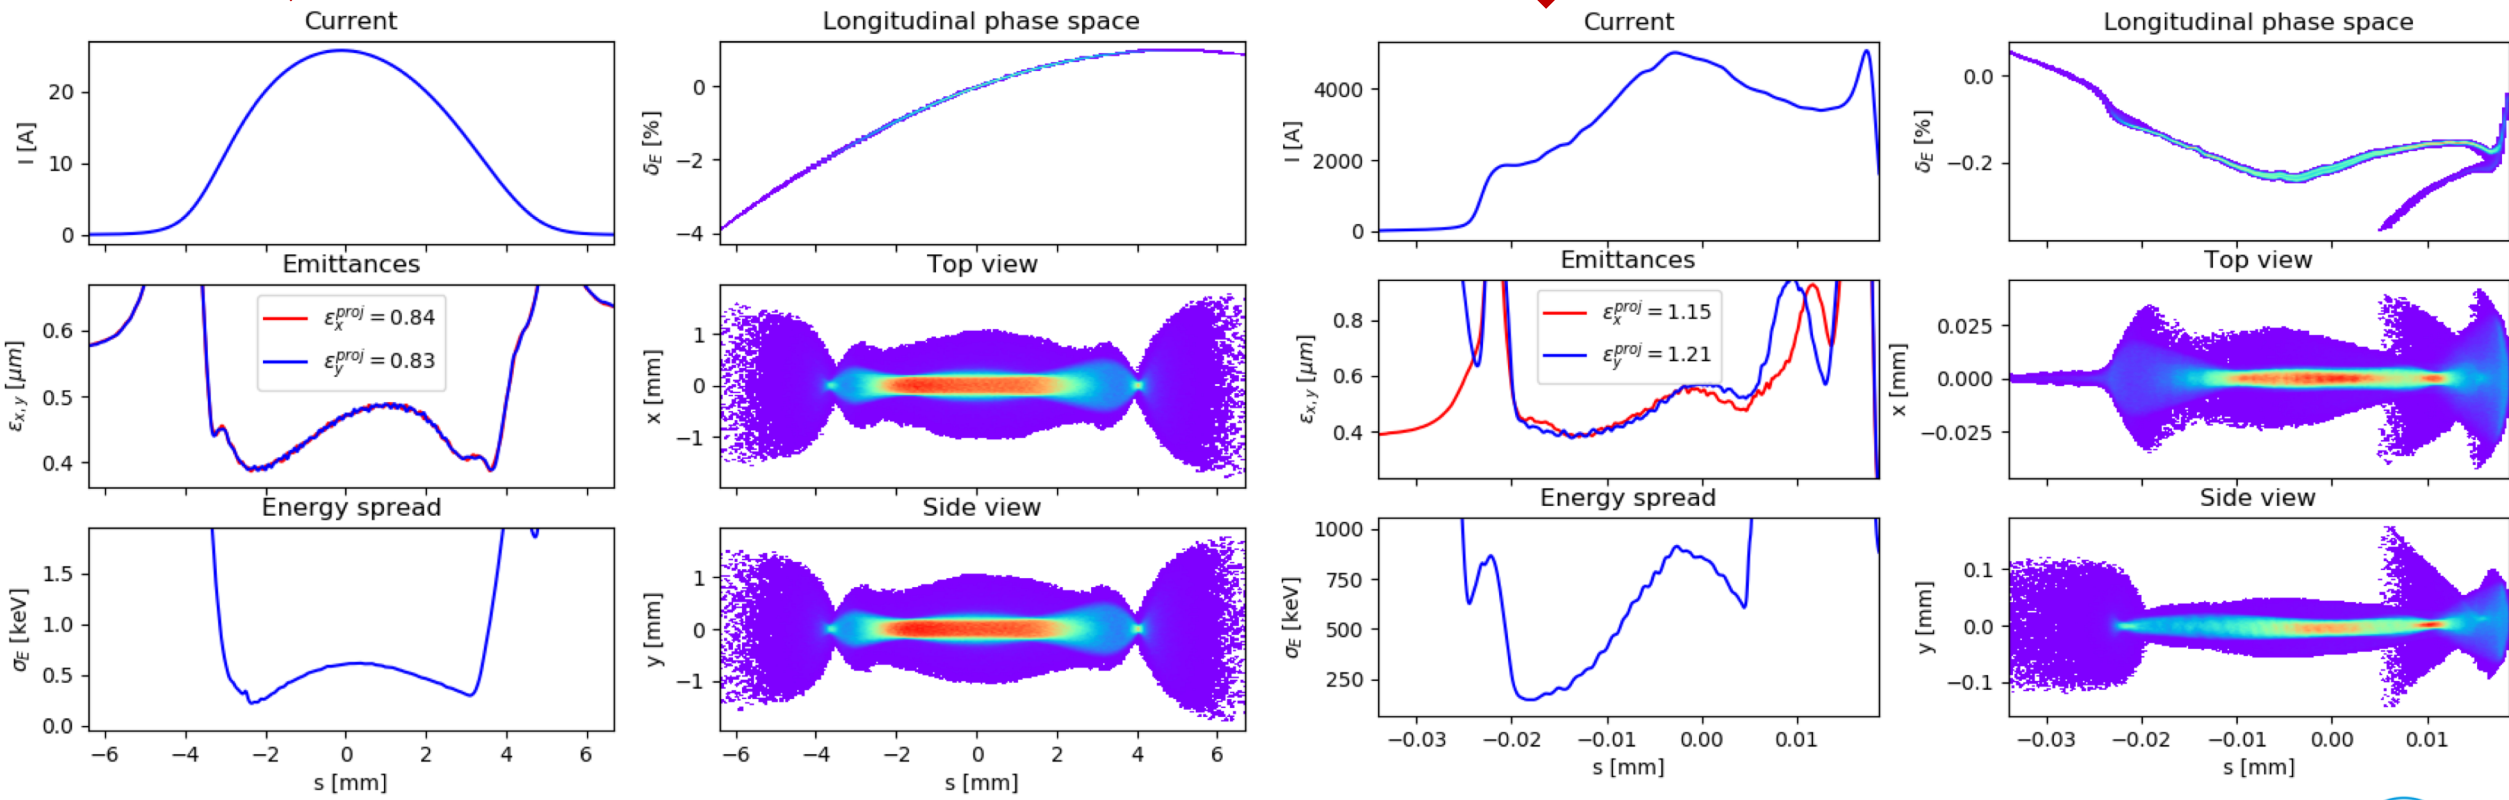 Current
I [A]
20
10
0
Longitudinal phase space
δE [%]
0
−2
−4
Emittances
εx,y [μm]
0.6
0.5
0.4
εx^proj = 0.84
εy^proj = 0.83
Top view
x [mm]
1
0
−1
Energy spread
σE [keV]
1.5
1.0
0.5
0.0
−6 −4 −2 0 2 4 6
s [mm]
Side view
y [mm]
1
0
−1
−6 −4 −2 0 2 4 6
s [mm]
Current
I [A]
4000
2000
0
Longitudinal phase space
δE [%]
0.0
−0.2
Emittances
εx,y [μm]
0.8
0.6
0.4
εx^proj = 1.15
εy^proj = 1.21
Top view
x [mm]
0.025
0.000
−0.025
Energy spread
σE [keV]
1000
750
500
250
−0.03 −0.02 −0.01 0.00 0.01
s [mm]
Side view
y [mm]
0.1
0.0
−0.1
−0.03 −0.02 −0.01 0.00 0.01
s [mm]